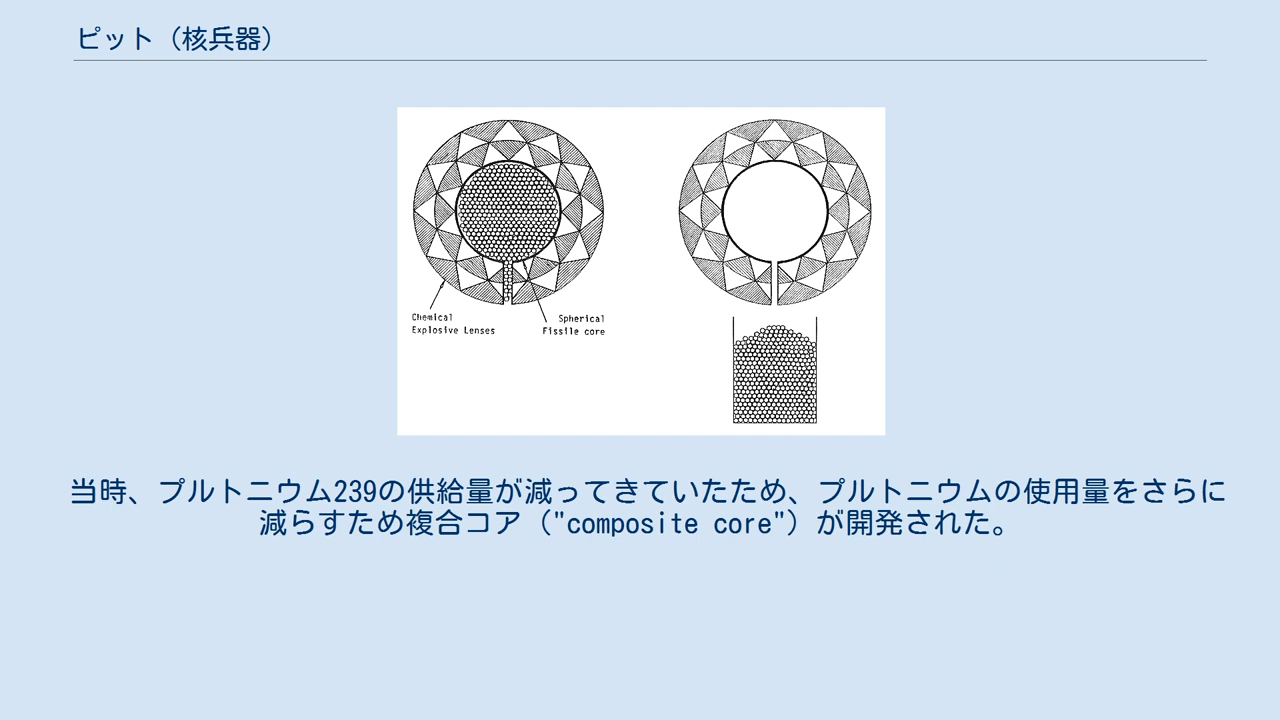 ピット（核兵器）
Chemical
Explosive Lenses
Spherical
Fissile core
当時、プルトニウム239の供給量が減ってきていたため、プルトニウムの使用量をさらに
減らすため複合コア（"composite core"）が開発された。